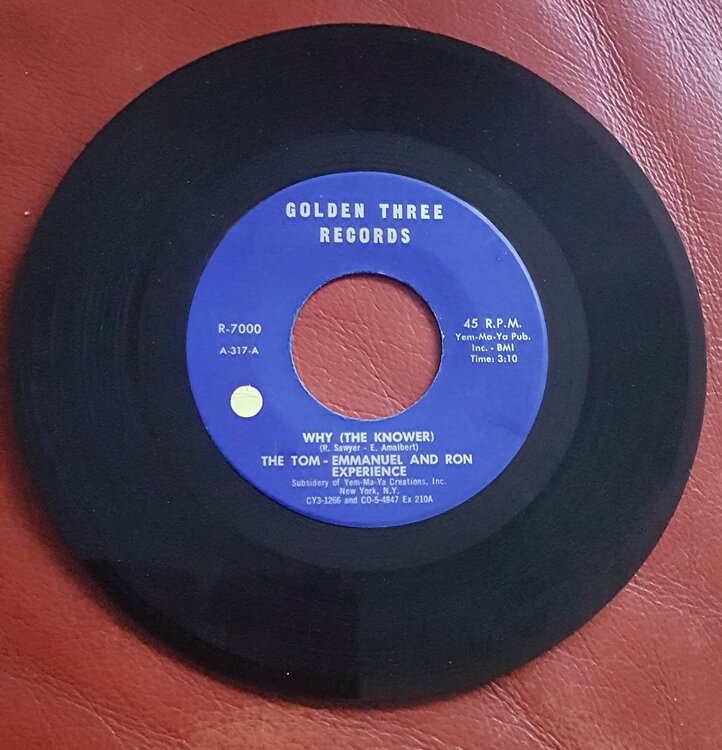 GOLDEN THREE
RECORDS
R-7000
A-317-A
45 R.P.M.
Yem-Ma-Ya Pub.
Inc. - BMI
Time: 3:10
WHY (THE KNOWER)
(R. Sawyer - E. Amalbert)
THE TOM - EMMANUEL AND RON
EXPERIENCE
Subsidery of Yem-Ma-Ya Creations, Inc.
New York, N.Y.
CY3-1266 and CO-5-4847 Ex 210A